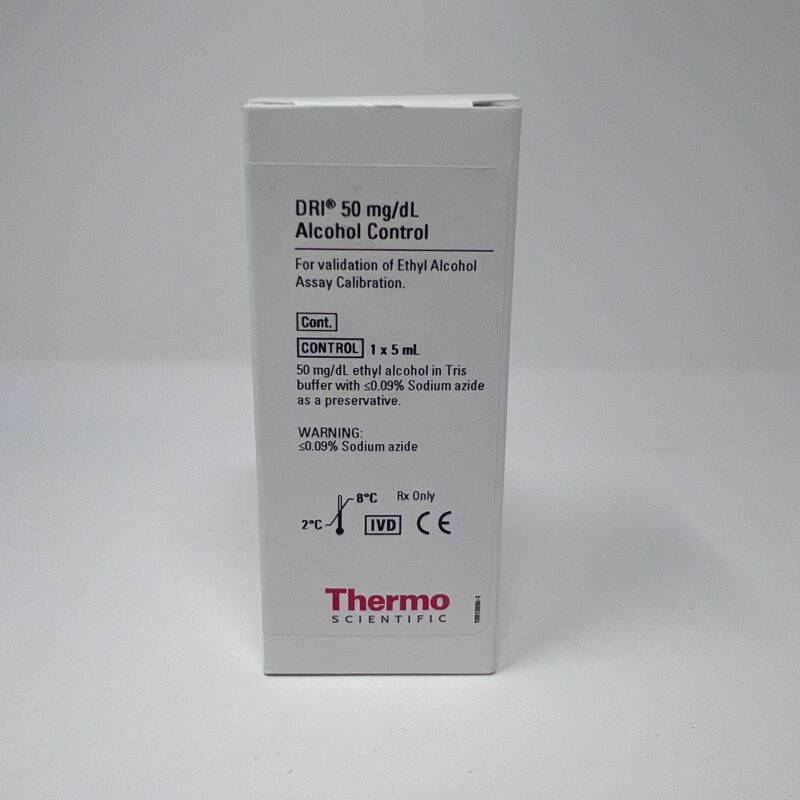 DRI® 50 mg/dL
Alcohol Control
For validation of Ethyl Alcohol
Assay Calibration.
Cont.
CONTROL 1 x 5 mL
50 mg/dL ethyl alcohol in Tris
buffer with ≤0.09% Sodium azide
as a preservative.
WARNING:
≤0.09% Sodium azide
8°C Rx Only
2°C IVD CE
Thermo
SCIENTIFIC